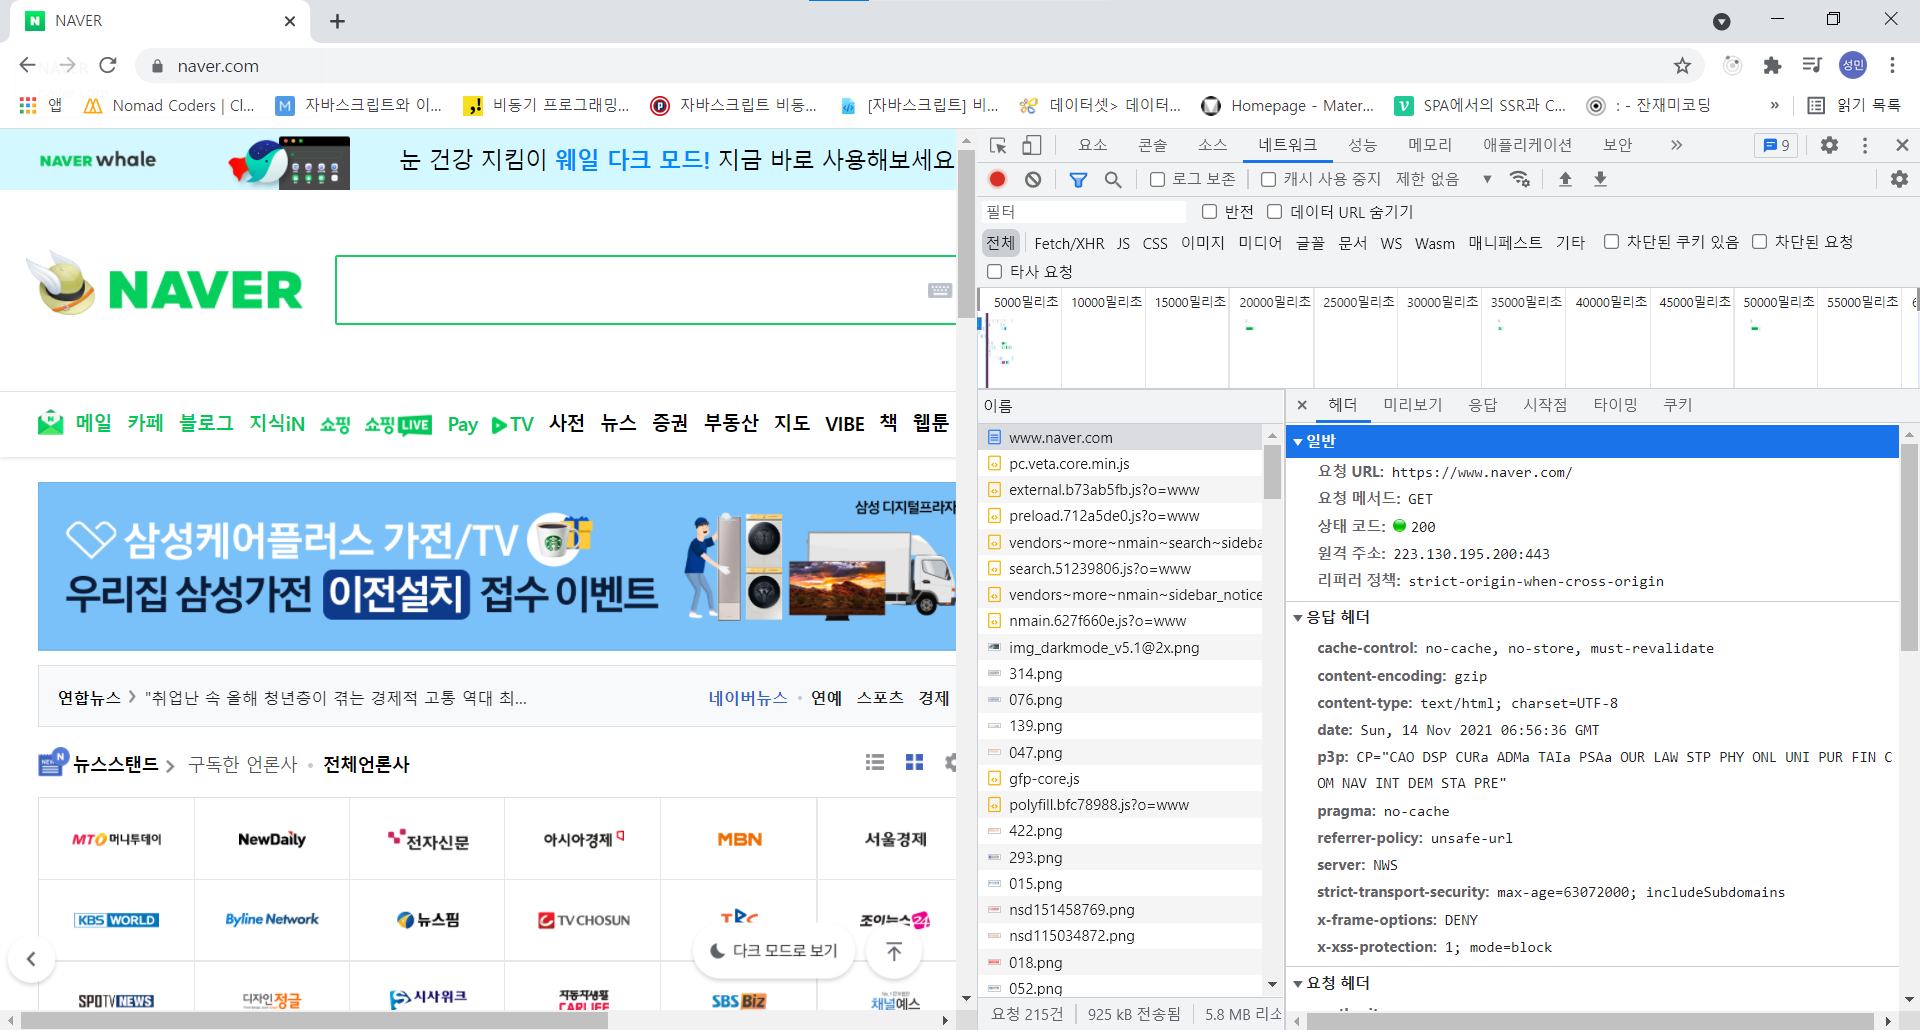 NAVER
naver.com
성민
앱
Nomad Coders | Cl...
자바스크립트와 이...
비동기 프로그래밍...
자바스크립트 비동...
[자바스크립트] 비...
데이터셋> 데이터...
Homepage - Mater...
SPA에서의 SSR과 C...
: - 잔재미코딩
»
읽기 목록
NAVER whale
눈 건강 지킴이 웨일 다크 모드! 지금 바로 사용해보세요
NAVER
메일 카페 블로그 지식iN 쇼핑 쇼핑LIVE Pay TV 사전 뉴스 증권 부동산 지도 VIBE 책 웹툰
삼성 디지털프라자
삼성케어플러스 가전/TV
우리집 삼성가전 이전설치 접수 이벤트
연합뉴스 > "취업난 속 올해 청년층이 겪는 경제적 고통 역대 최...
네이버뉴스 · 연예 스포츠 경제
뉴스스탠드 > 구독한 언론사 · 전체언론사
MTO머니투데이 NewDaily 전자신문 아시아경제 MBN 서울경제
KBS WORLD Byline Network 뉴스핌 TV CHOSUN 조이뉴스24
다크 모드로 보기
SPOTV NEWS 디자인정글 시사위크 자동차생활 CARLIFE SBS Biz 채널예스
요소 콘솔 소스 네트워크 성능 메모리 애플리케이션 보안 » 9
로그 보존 캐시 사용 중지 제한 없음
필터 반전 데이터 URL 숨기기
전체 Fetch/XHR JS CSS 이미지 미디어 글꼴 문서 WS Wasm 매니페스트 기타 차단된 쿠키 있음 차단된 요청
타사 요청
5000밀리초 10000밀리초 15000밀리초 20000밀리초 25000밀리초 30000밀리초 35000밀리초 40000밀리초 45000밀리초 50000밀리초 55000밀리초 6
이름
www.naver.com
pc.veta.core.min.js
external.b73ab5fb.js?o=www
preload.712a5de0.js?o=www
vendors~more~nmain~search~sideba
search.51239806.js?o=www
vendors~more~nmain~sidebar_notice
nmain.627f660e.js?o=www
img_darkmode_v5.1@2x.png
314.png
076.png
139.png
047.png
gfp-core.js
polyfill.bfc78988.js?o=www
422.png
293.png
015.png
nsd151458769.png
nsd115034872.png
018.png
052.png
요청 215건 925 kB 전송됨 5.8 MB 리소
헤더 미리보기 응답 시작점 타이밍 쿠키
일반
요청 URL: https://www.naver.com/
요청 메서드: GET
상태 코드: 200
원격 주소: 223.130.195.200:443
리퍼러 정책: strict-origin-when-cross-origin
응답 헤더
cache-control: no-cache, no-store, must-revalidate
content-encoding: gzip
content-type: text/html; charset=UTF-8
date: Sun, 14 Nov 2021 06:56:36 GMT
p3p: CP="CAO DSP CURa ADMa TAIa PSAa OUR LAW STP PHY ONL UNI PUR FIN C
OM NAV INT DEM STA PRE"
pragma: no-cache
referrer-policy: unsafe-url
server: NWS
strict-transport-security: max-age=63072000; includeSubdomains
x-frame-options: DENY
x-xss-protection: 1; mode=block
요청 헤더